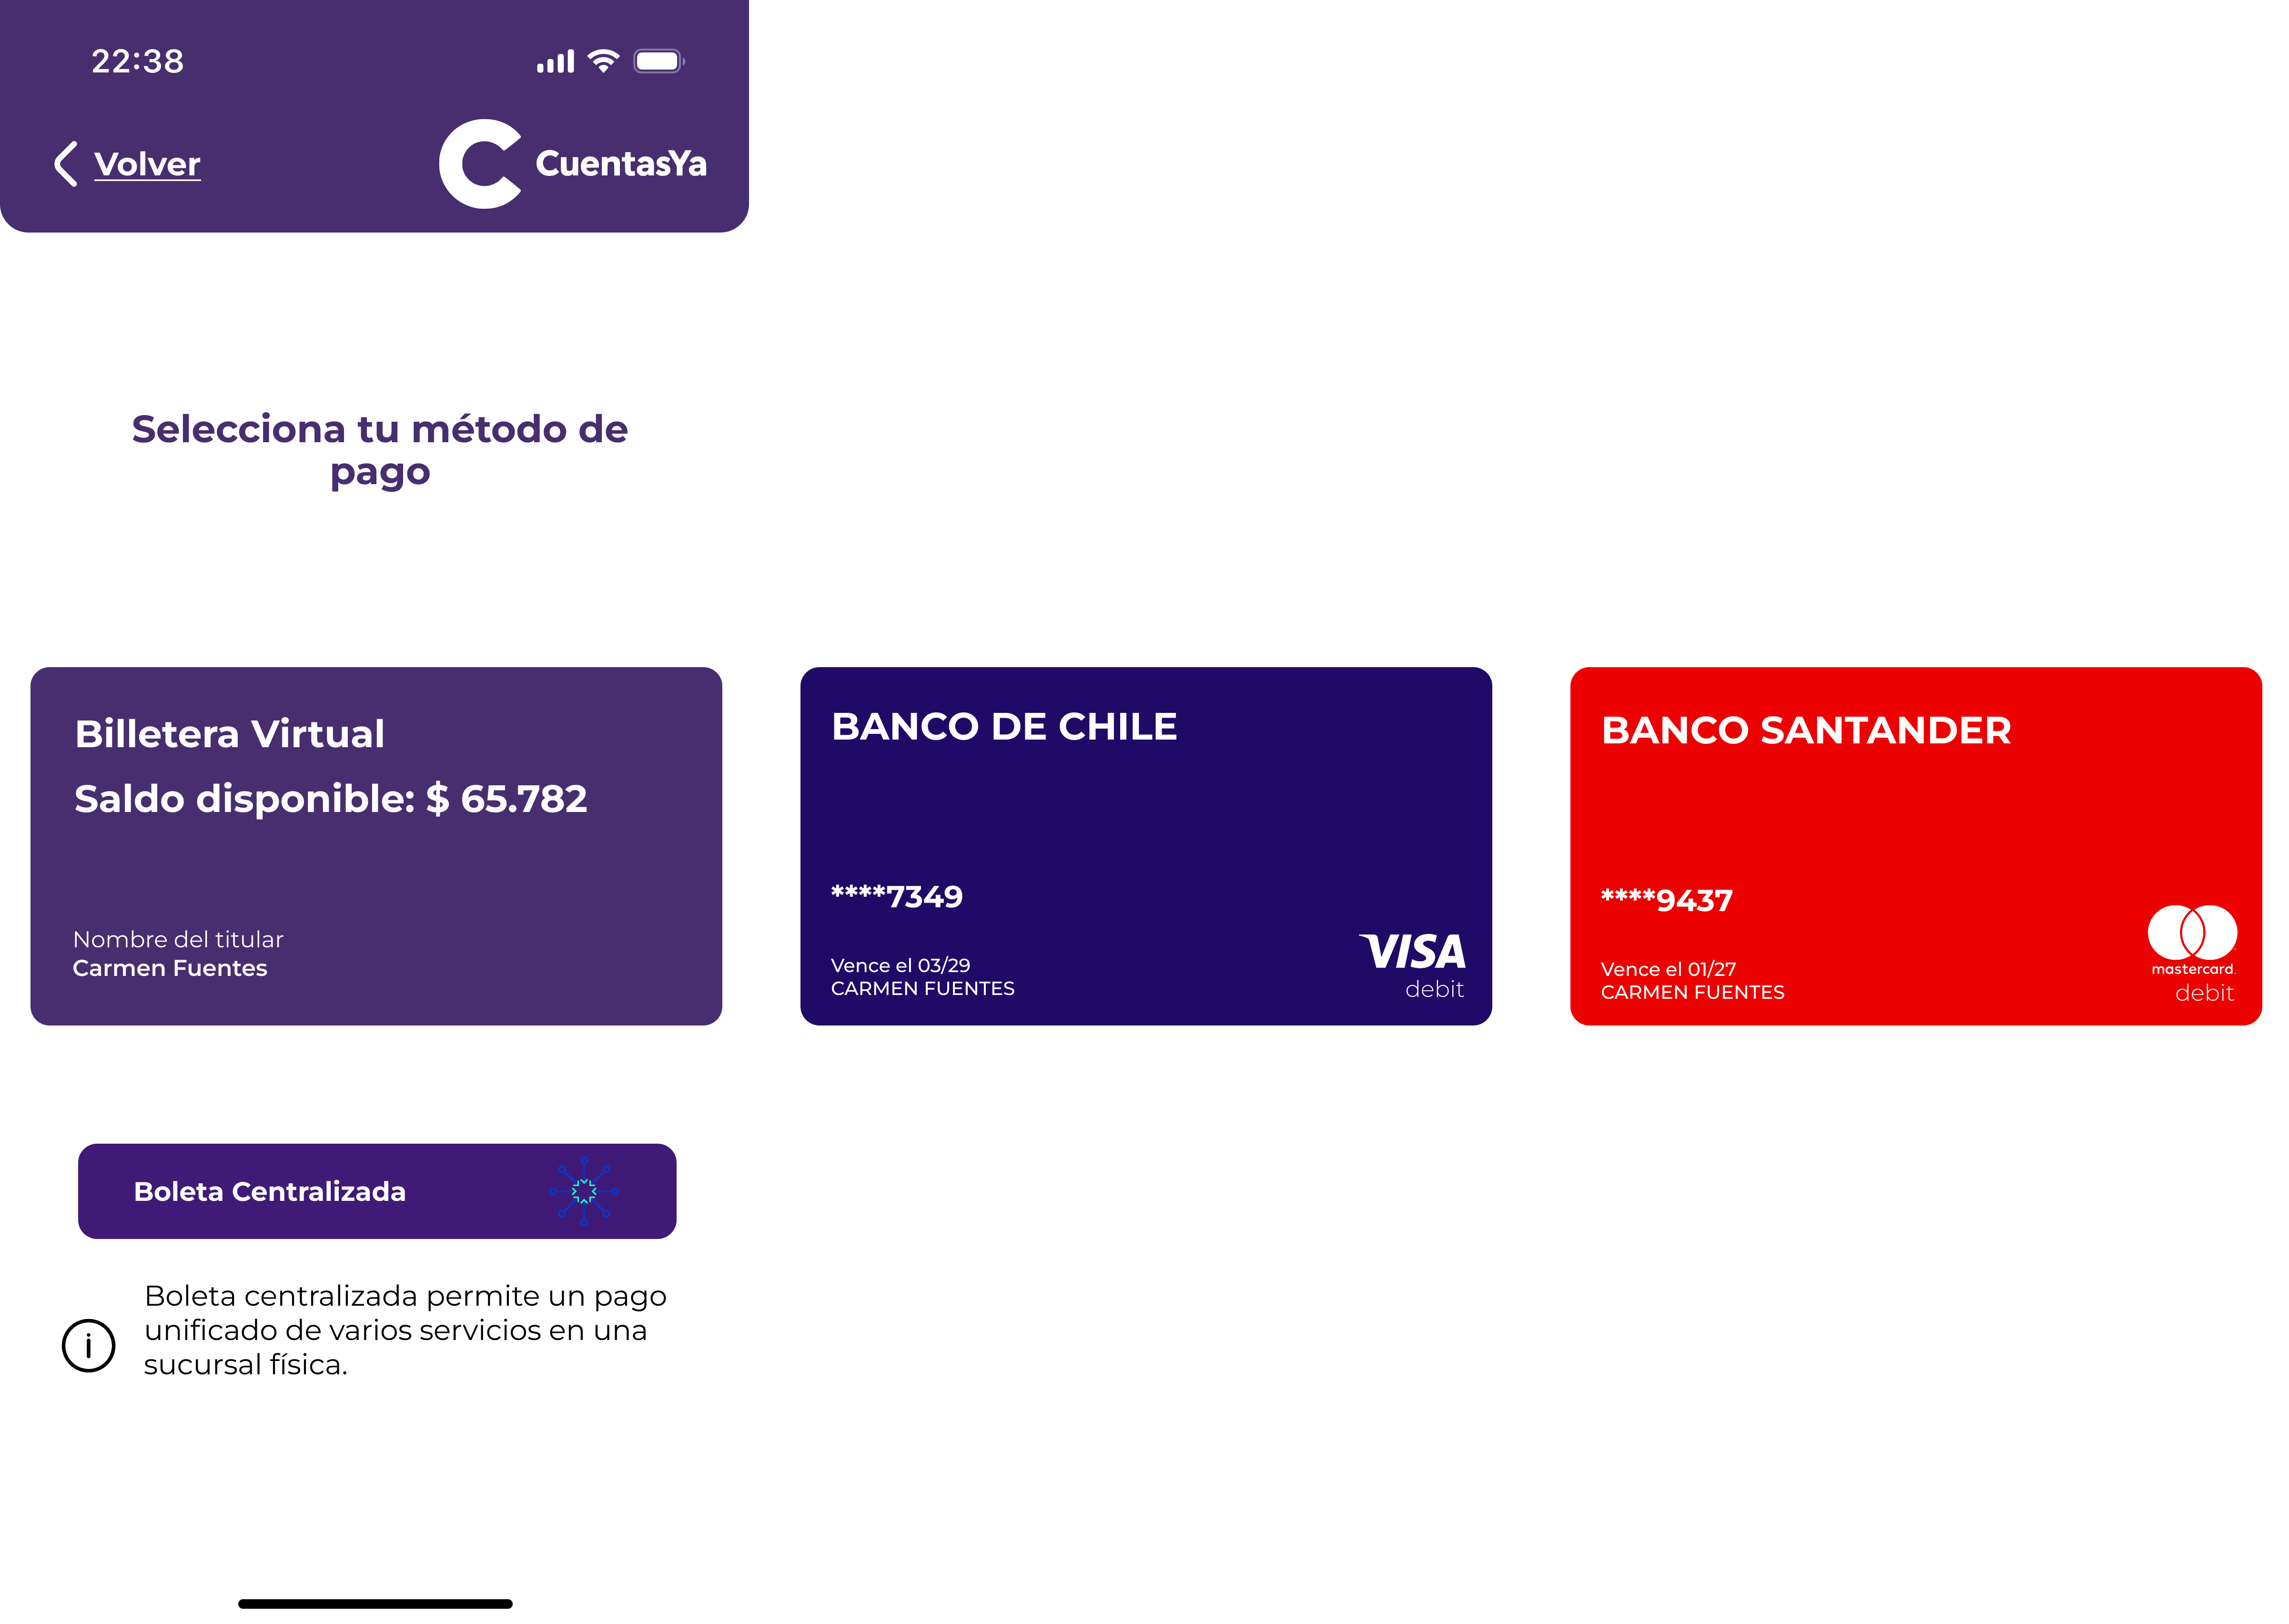 22:38
Volver
CuentasYa
Selecciona tu método de
pago
Billetera Virtual
Saldo disponible: $ 65.782
Nombre del titular
Carmen Fuentes
BANCO DE CHILE
****7349
Vence el 03/29
CARMEN FUENTES
VISA
debit
BANCO SANTANDER
****9437
Vence el 01/27
CARMEN FUENTES
mastercard.
debit
Boleta Centralizada
Boleta centralizada permite un pago
unificado de varios servicios en una
sucursal física.